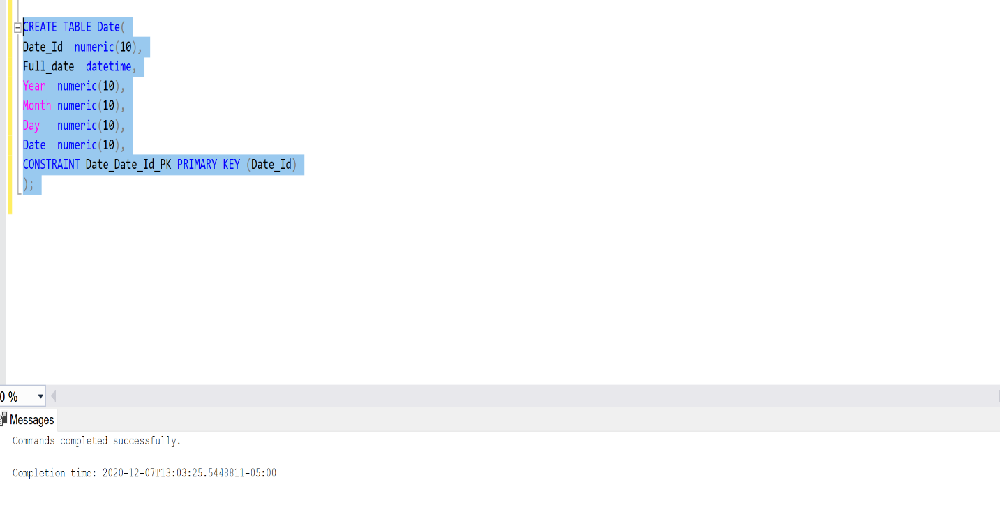 CREATE TABLE Date(
Date_Id  numeric(10),
Full_date  datetime,
Year  numeric(10),
Month numeric(10),
Day   numeric(10),
Date  numeric(10),
CONSTRAINT Date_Date_Id_PK PRIMARY KEY (Date_Id)
);
0 %
Messages
Commands completed successfully.
Completion time: 2020-12-07T13:03:25.5448811-05:00